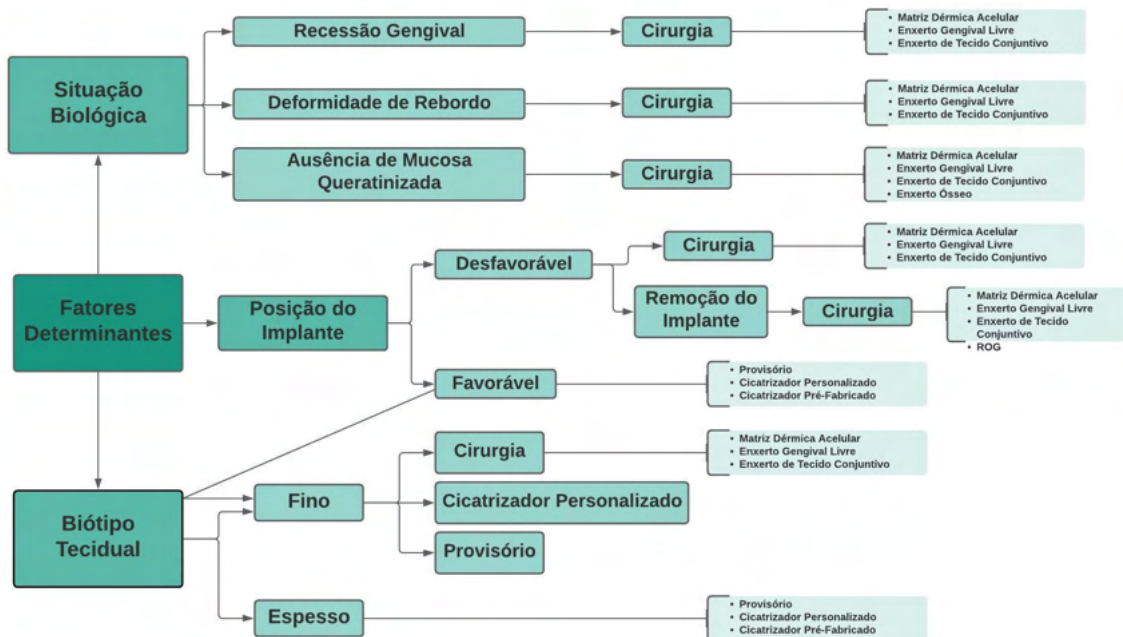 Recessão Gengival
Cirurgia
• Matriz Dérmica Acelular
• Enxerto Gengival Livre
• Enxerto de Tecido Conjuntivo
Situação
Biológica
Deformidade de Rebordo
Cirurgia
• Matriz Dérmica Acelular
• Enxerto Gengival Livre
• Enxerto de Tecido Conjuntivo
Ausência de Mucosa
Queratinizada
Cirurgia
• Matriz Dérmica Acelular
• Enxerto Gengival Livre
• Enxerto de Tecido Conjuntivo
• Enxerto Ósseo
Fatores
Determinantes
Posição do
Implante
Desfavorável
Cirurgia
• Matriz Dérmica Acelular
• Enxerto Gengival Livre
• Enxerto de Tecido Conjuntivo
Remoção do
Implante
Cirurgia
• Matriz Dérmica Acelular
• Enxerto Gengival Livre
• Enxerto de Tecido
Conjuntivo
• ROG
Favorável
• Provisório
• Cicatrizador Personalizado
• Cicatrizador Pré-Fabricado
Biótipo
Tecidual
Fino
Cirurgia
• Matriz Dérmica Acelular
• Enxerto Gengival Livre
• Enxerto de Tecido Conjuntivo
Cicatrizador Personalizado
Provisório
Espesso
• Provisório
• Cicatrizador Personalizado
• Cicatrizador Pré-Fabricado